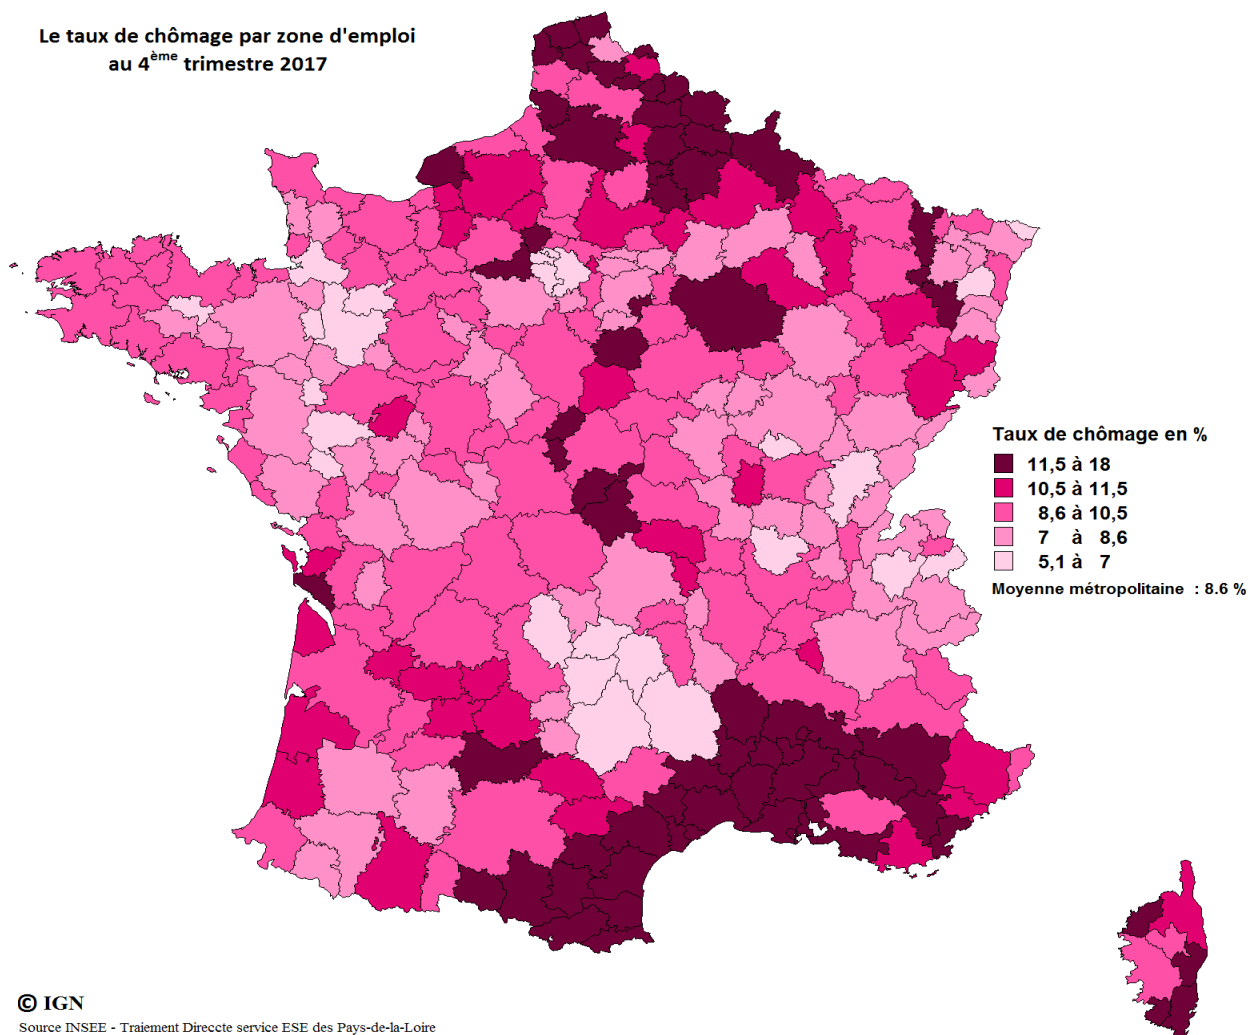 Le taux de chômage par zone d'emploi
au 4ème trimestre 2017
Taux de chômage en %
11,5 à 18
10,5 à 11,5
8,6 à 10,5
7 à 8,6
5,1 à 7
Moyenne métropolitaine : 8.6 %
© IGN
Source INSEE - Traiement Direccte service ESE des Pays-de-la-Loire